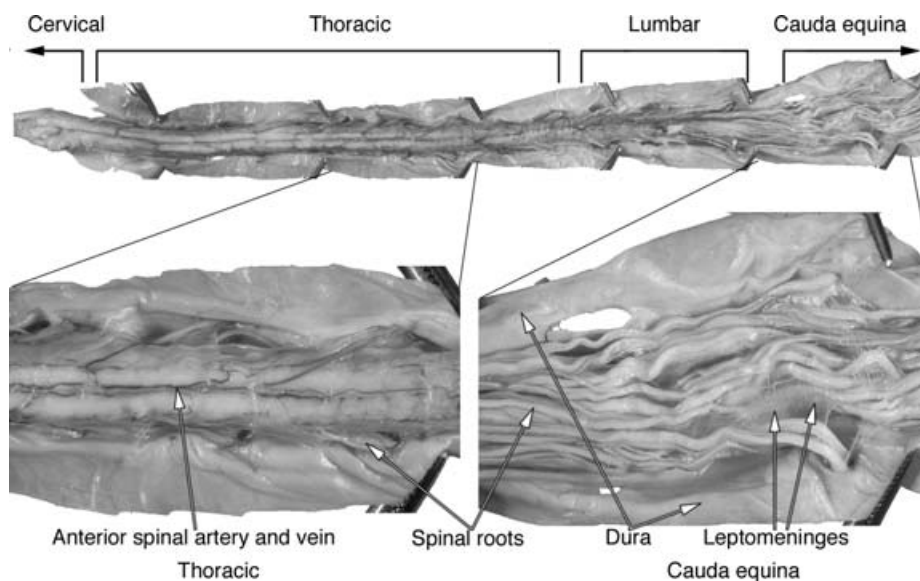 Cervical
Thoracic
Lumbar
Cauda equina
Anterior spinal artery and vein
Spinal roots
Dura
Leptomeninges
Thoracic
Cauda equina